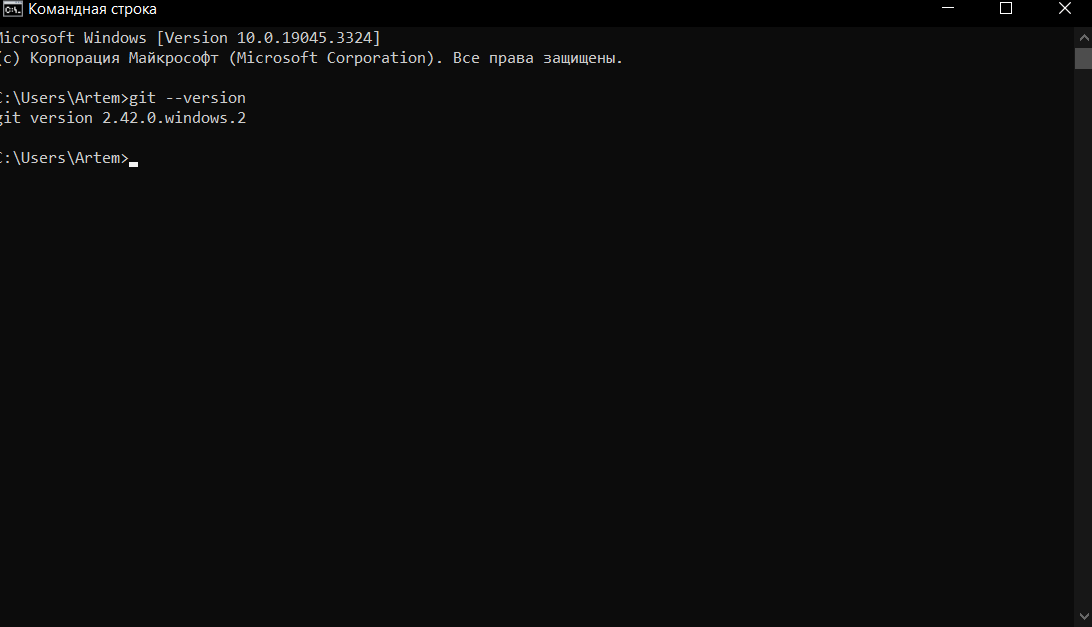 Командная строка
Microsoft Windows [Version 10.0.19045.3324]
(c) Корпорация Майкрософт (Microsoft Corporation). Все права защищены.
C:\Users\Artem>git --version
git version 2.42.0.windows.2
C:\Users\Artem>